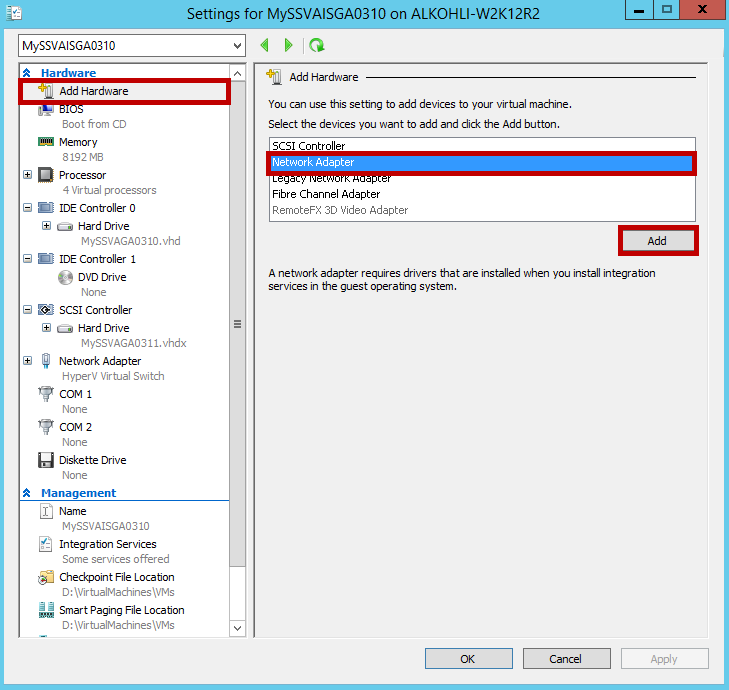 Settings for MySSVAISGA0310 on ALKOHLI-W2K12R2
MySSVAISGA0310
Hardware
Add Hardware
BIOS
Boot from CD
Memory
8192 MB
Processor
4 Virtual processors
IDE Controller 0
Hard Drive
MySSVAGA0310.vhd
IDE Controller 1
DVD Drive
None
SCSI Controller
Hard Drive
MySSVAGA0311.vhdx
Network Adapter
HyperV Virtual Switch
COM 1
None
COM 2
None
Diskette Drive
None
Management
Name
MySSVAISGA0310
Integration Services
Some services offered
Checkpoint File Location
D:\VirtualMachines\VMs
Smart Paging File Location
D:\VirtualMachines\VMs
Add Hardware
You can use this setting to add devices to your virtual machine.
Select the devices you want to add and click the Add button.
SCSI Controller
Network Adapter
Legacy Network Adapter
Fibre Channel Adapter
RemoteFX 3D Video Adapter
Add
A network adapter requires drivers that are installed when you install integration
services in the guest operating system.
OK
Cancel
Apply